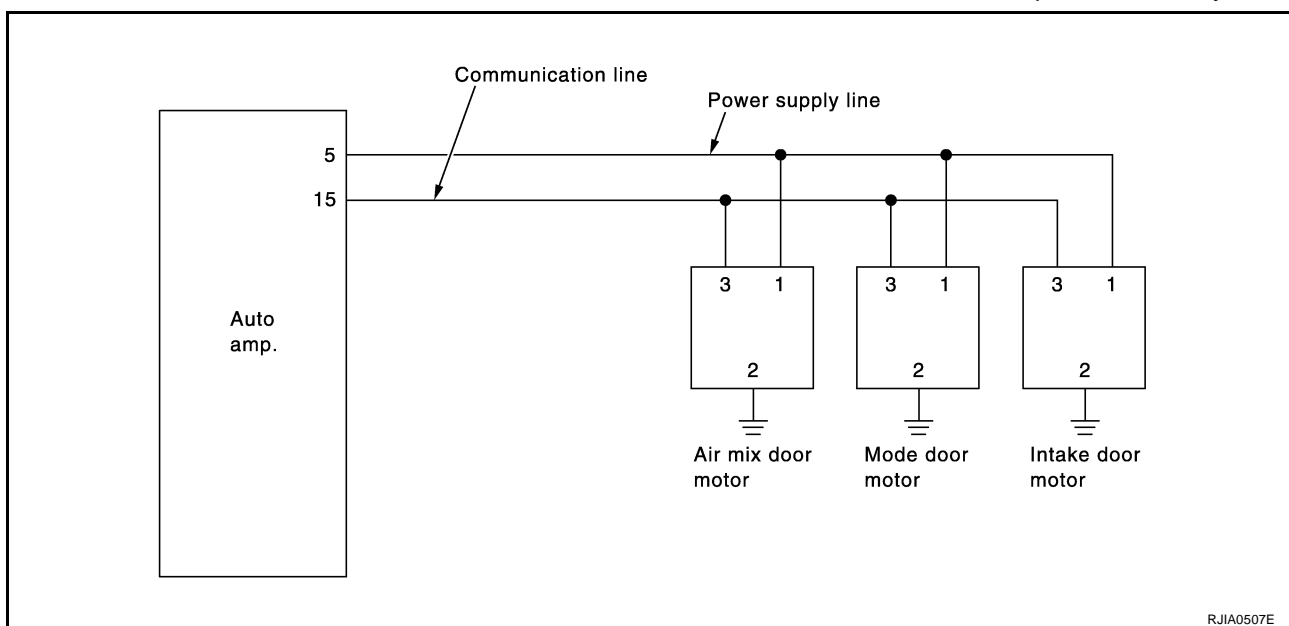 Communication line
Power supply line
5
15
3 1
3 1
3 1
Auto
amp.
2
2
2
Air mix door
motor
Mode door
motor
Intake door
motor
RJIA0507E